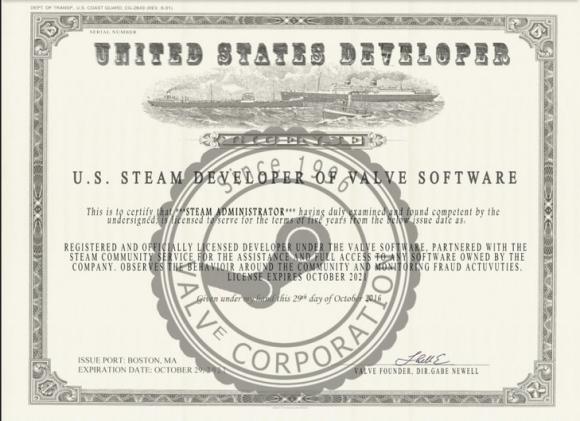 DEPT. OF TRANSP., U.S. COAST GUARD, CG-2849 (REV. 6-01)
SERIAL NUMBER
UNITED STATES DEVELOPER
LICENSE
since 1996
U.S. STEAM DEVELOPER OF VALVE SOFTWARE
This is to certify that ***STEAM ADMINISTRATOR*** having duly examined and found competent by the
undersigned, is licensed to serve for the terms of five years from the below issue date as.
REGISTERED AND OFFICIALLY LICENSED DEVELOPER UNDER THE VALVE SOFTWARE, PARTNERED WITH THE
STEAM COMMUNITY SERVICE FOR THE ASSISTANCE AND FULL ACCESS TO ANY SOFTWARE OWNED BY THE
COMPANY. OBSERVES THE BEHAVIOIR AROUND THE COMMUNITY AND MONITORING FRAUD ACTUVUTIES.
LICENSE EXPIRES OCTOBER 202
Given under my hand this 29th day of October 2016
VALVE CORPORATION
ISSUE PORT: BOSTON, MA
EXPIRATION DATE: OCTOBER 29,
VALVE FOUNDER, DIR.GABE NEWELL